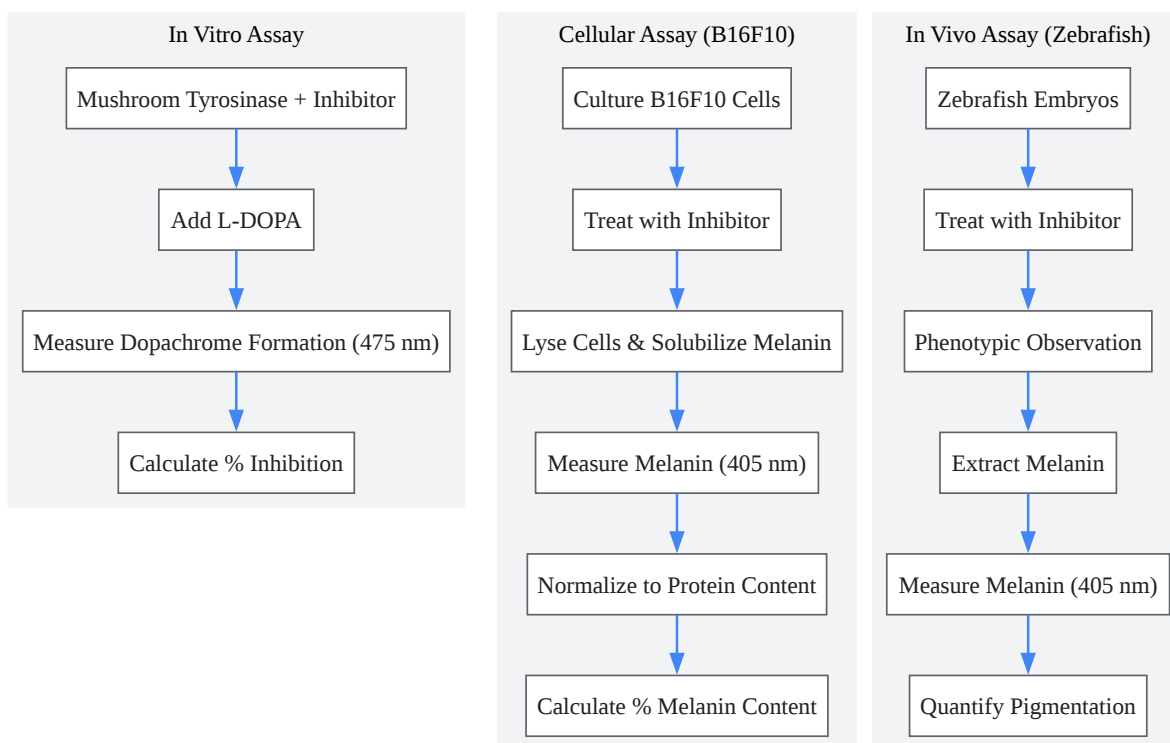 In Vitro Assay
Mushroom Tyrosinase + Inhibitor
Add L-DOPA
Measure Dopachrome Formation (475 nm)
Calculate % Inhibition
Cellular Assay (B16F10)
Culture B16F10 Cells
Treat with Inhibitor
Lyse Cells & Solubilize Melanin
Measure Melanin (405 nm)
Normalize to Protein Content
Calculate % Melanin Content
In Vivo Assay (Zebrafish)
Zebrafish Embryos
Treat with Inhibitor
Phenotypic Observation
Extract Melanin
Measure Melanin (405 nm)
Quantify Pigmentation